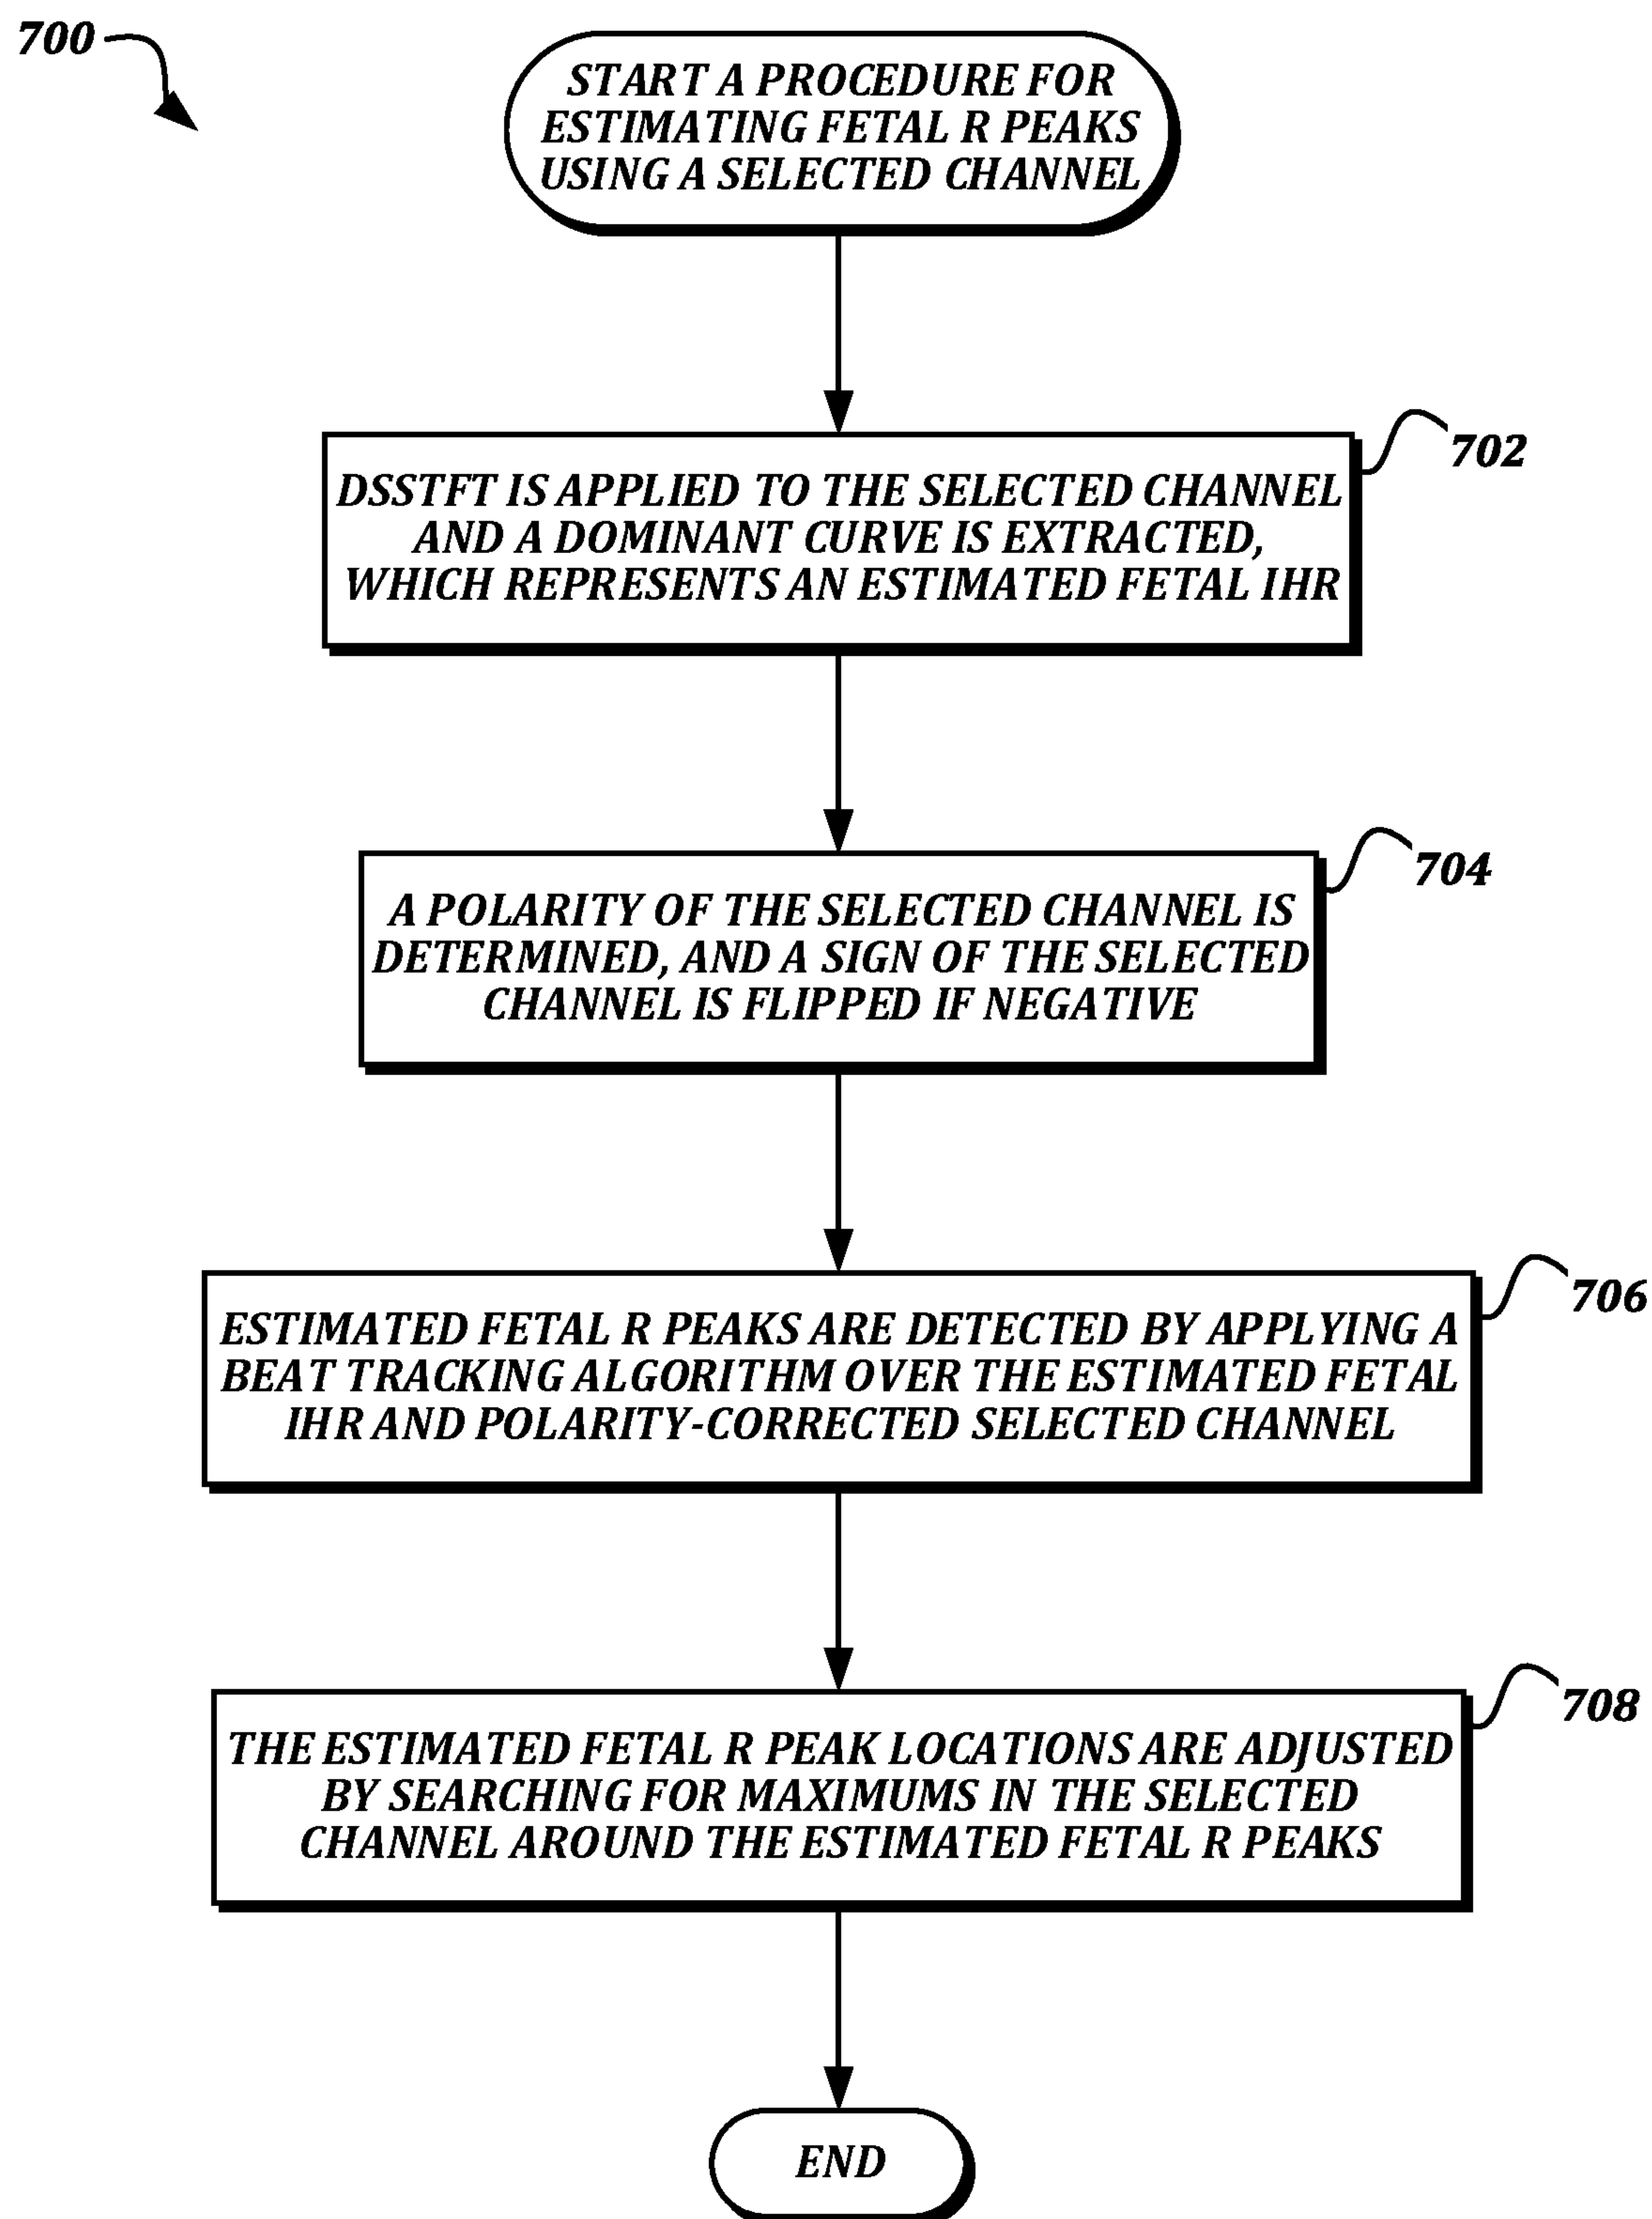 700
START A PROCEDURE FOR
ESTIMATING FETAL R PEAKS
USING A SELECTED CHANNEL
702
DSSTFT IS APPLIED TO THE SELECTED CHANNEL
AND A DOMINANT CURVE IS EXTRACTED,
WHICH REPRESENTS AN ESTIMATED FETAL IHR
704
A POLARITY OF THE SELECTED CHANNEL IS
DETERMINED, AND A SIGN OF THE SELECTED
CHANNEL IS FLIPPED IF NEGATIVE
706
ESTIMATED FETAL R PEAKS ARE DETECTED BY APPLYING A
BEAT TRACKING ALGORITHM OVER THE ESTIMATED FETAL
IHR AND POLARITY-CORRECTED SELECTED CHANNEL
708
THE ESTIMATED FETAL R PEAK LOCATIONS ARE ADJUSTED
BY SEARCHING FOR MAXIMUMS IN THE SELECTED
CHANNEL AROUND THE ESTIMATED FETAL R PEAKS
END